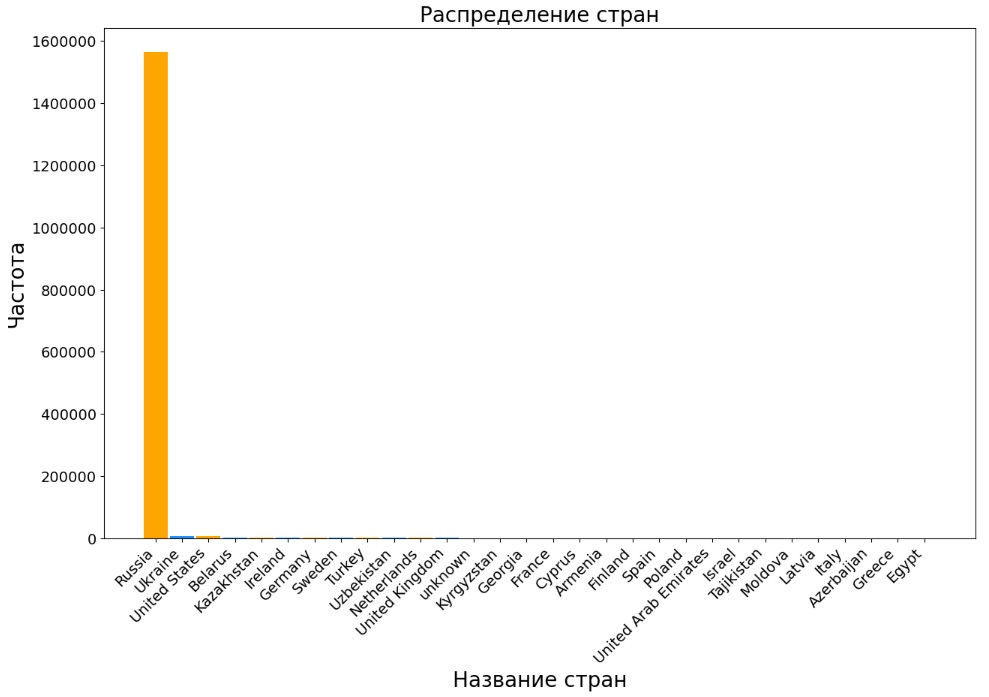 Распределение стран
1600000
1400000
1200000
1000000
800000
600000
400000
200000
0
Частота
Russia
Ukraine
United States
Belarus
Kazakhstan
Ireland
Germany
Sweden
Turkey
Uzbekistan
Netherlands
United Kingdom
unknown
Kyrgyzstan
Georgia
France
Cyprus
Armenia
Finland
Spain
Poland
United Arab Emirates
Israel
Tajikistan
Moldova
Latvia
Italy
Azerbaijan
Greece
Egypt
Название стран